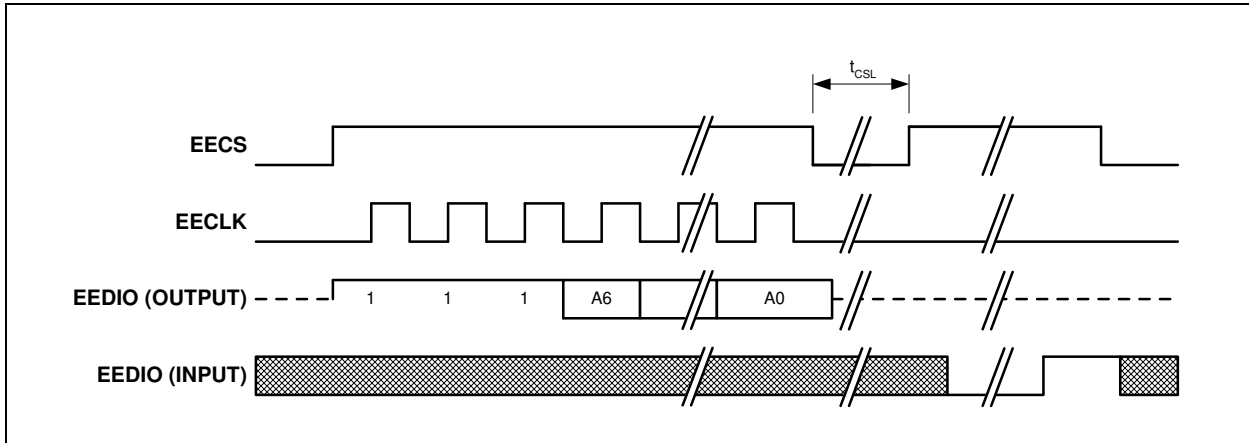 tCSL
EECS
EECLK
EEDIO (OUTPUT) 1 1 1 A6 A0
EEDIO (INPUT)